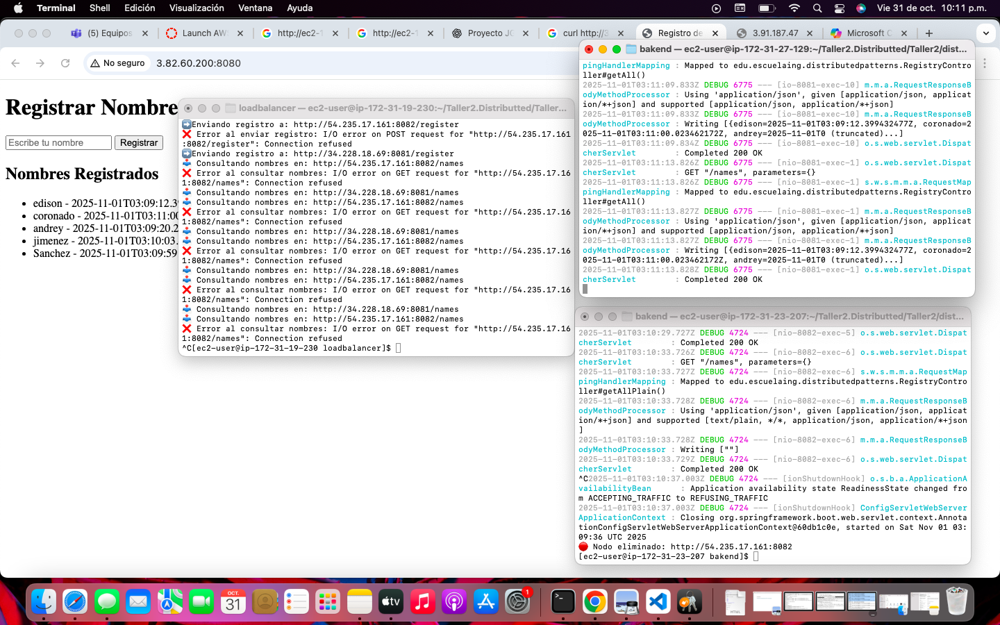 Terminal Shell Edición Visualización Ventana Ayuda Vie 31 de oct. 10:11 p.m.
(5) Equipos Launch AW http://ec2-1 http://ec2-1 Proyecto JG curl http://3 Registro de 3.91.187.47 Microsoft C
No seguro 3.82.60.200:8080
Registrar Nombre
Escribe tu nombre Registrar
Nombres Registrados
edison - 2025-11-01T03:09:12.3
coronado - 2025-11-01T03:11:00
andrey - 2025-11-01T03:09:20.2
jimenez - 2025-11-01T03:10:03.
Sanchez - 2025-11-01T03:09:59
loadbalancer — ec2-user@ip-172-31-19-230:~/Taller2.Distributted/Taller...
Enviando registro a: http://54.235.17.161:8082/register
Error al enviar registro: I/O error on POST request for "http://54.235.17.161
:8082/register": Connection refused
Enviando registro a: http://34.228.18.69:8081/register
Consultando nombres en: http://54.235.17.161:8082/names
Error al consultar nombres: I/O error on GET request for "http://54.235.17.16
1:8082/names": Connection refused
Consultando nombres en: http://34.228.18.69:8081/names
Consultando nombres en: http://54.235.17.161:8082/names
Error al consultar nombres: I/O error on GET request for "http://54.235.17.16
1:8082/names": Connection refused
Consultando nombres en: http://34.228.18.69:8081/names
Consultando nombres en: http://54.235.17.161:8082/names
Error al consultar nombres: I/O error on GET request for "http://54.235.17.16
1:8082/names": Connection refused
Consultando nombres en: http://34.228.18.69:8081/names
Consultando nombres en: http://54.235.17.161:8082/names
Error al consultar nombres: I/O error on GET request for "http://54.235.17.16
1:8082/names": Connection refused
Consultando nombres en: http://34.228.18.69:8081/names
Consultando nombres en: http://54.235.17.161:8082/names
Error al consultar nombres: I/O error on GET request for "http://54.235.17.16
1:8082/names": Connection refused
^C[ec2-user@ip-172-31-19-230 loadbalancer]$
bakend — ec2-user@ip-172-31-27-129:~/Taller2.Distributted/Taller2/dist...
pingHandlerMapping : Mapped to edu.escuelaing.distributedpatterns.RegistryContro
ller#getAll()
2025-11-01T03:11:09.833Z DEBUG 6775 --- [io-8081-exec-10] m.m.a.RequestResponseB
odyMethodProcessor : Using 'application/json', given [application/json, applicat
ion/*+json] and supported [application/json, application/*+json]
2025-11-01T03:11:09.833Z DEBUG 6775 --- [io-8081-exec-10] m.m.a.RequestResponseB
odyMethodProcessor : Writing [{edison=2025-11-01T03:09:12.399432477Z, coronado=2
025-11-01T03:11:00.023462172Z, andrey=2025-11-01T0 (truncated)...]
2025-11-01T03:11:09.834Z DEBUG 6775 --- [io-8081-exec-10] o.s.web.servlet.Dispat
cherServlet : Completed 200 OK
2025-11-01T03:11:13.826Z DEBUG 6775 --- [nio-8081-exec-1] o.s.web.servlet.Dispat
cherServlet : GET "/names", parameters={}
2025-11-01T03:11:13.826Z DEBUG 6775 --- [nio-8081-exec-1] s.w.s.m.m.a.RequestMap
pingHandlerMapping : Mapped to edu.escuelaing.distributedpatterns.RegistryContro
ller#getAll()
2025-11-01T03:11:13.827Z DEBUG 6775 --- [nio-8081-exec-1] m.m.a.RequestResponseB
odyMethodProcessor : Using 'application/json', given [application/json, applicat
ion/*+json] and supported [application/json, application/*+json]
2025-11-01T03:11:13.827Z DEBUG 6775 --- [nio-8081-exec-1] m.m.a.RequestResponseB
odyMethodProcessor : Writing [{edison=2025-11-01T03:09:12.399432477Z, coronado=2
025-11-01T03:11:00.023462172Z, andrey=2025-11-01T0 (truncated)...]
2025-11-01T03:11:13.828Z DEBUG 6775 --- [nio-8081-exec-1] o.s.web.servlet.Dispat
cherServlet : Completed 200 OK
bakend — ec2-user@ip-172-31-23-207:~/Taller2.Distributted/Taller2/dist...
2025-11-01T03:10:29.727Z DEBUG 4724 --- [nio-8082-exec-5] o.s.web.servlet.Dispat
cherServlet : Completed 200 OK
2025-11-01T03:10:33.726Z DEBUG 4724 --- [nio-8082-exec-6] o.s.web.servlet.Dispat
cherServlet : GET "/names", parameters={}
2025-11-01T03:10:33.727Z DEBUG 4724 --- [nio-8082-exec-6] s.w.s.m.m.a.RequestMap
pingHandlerMapping : Mapped to edu.escuelaing.distributedpatterns.RegistryContro
ller#getAllPlain()
2025-11-01T03:10:33.728Z DEBUG 4724 --- [nio-8082-exec-6] m.m.a.RequestResponseB
odyMethodProcessor : Using 'application/json', given [application/json, applicat
ion/*+json] and supported [text/plain, */*, application/json, application/*+json
]
2025-11-01T03:10:33.728Z DEBUG 4724 --- [nio-8082-exec-6] m.m.a.RequestResponseB
odyMethodProcessor : Writing [""]
2025-11-01T03:10:33.729Z DEBUG 4724 --- [nio-8082-exec-6] o.s.web.servlet.Dispat
cherServlet : Completed 200 OK
^C2025-11-01T03:10:37.003Z DEBUG 4724 --- [ionShutdownHook] o.s.b.a.ApplicationA
vailabilityBean : Application availability state ReadinessState changed fro
m ACCEPTING_TRAFFIC to REFUSING_TRAFFIC
2025-11-01T03:10:37.003Z DEBUG 4724 --- [ionShutdownHook] ConfigServletWebServer
ApplicationContext : Closing org.springframework.boot.web.servlet.context.Annota
tionConfigServletWebServerApplicationContext@60db1c0e, started on Sat Nov 01 03:
09:36 UTC 2025
Nodo eliminado: http://54.235.17.161:8082
[ec2-user@ip-172-31-23-207 bakend]$
OCT.
31
tv
1
HTML